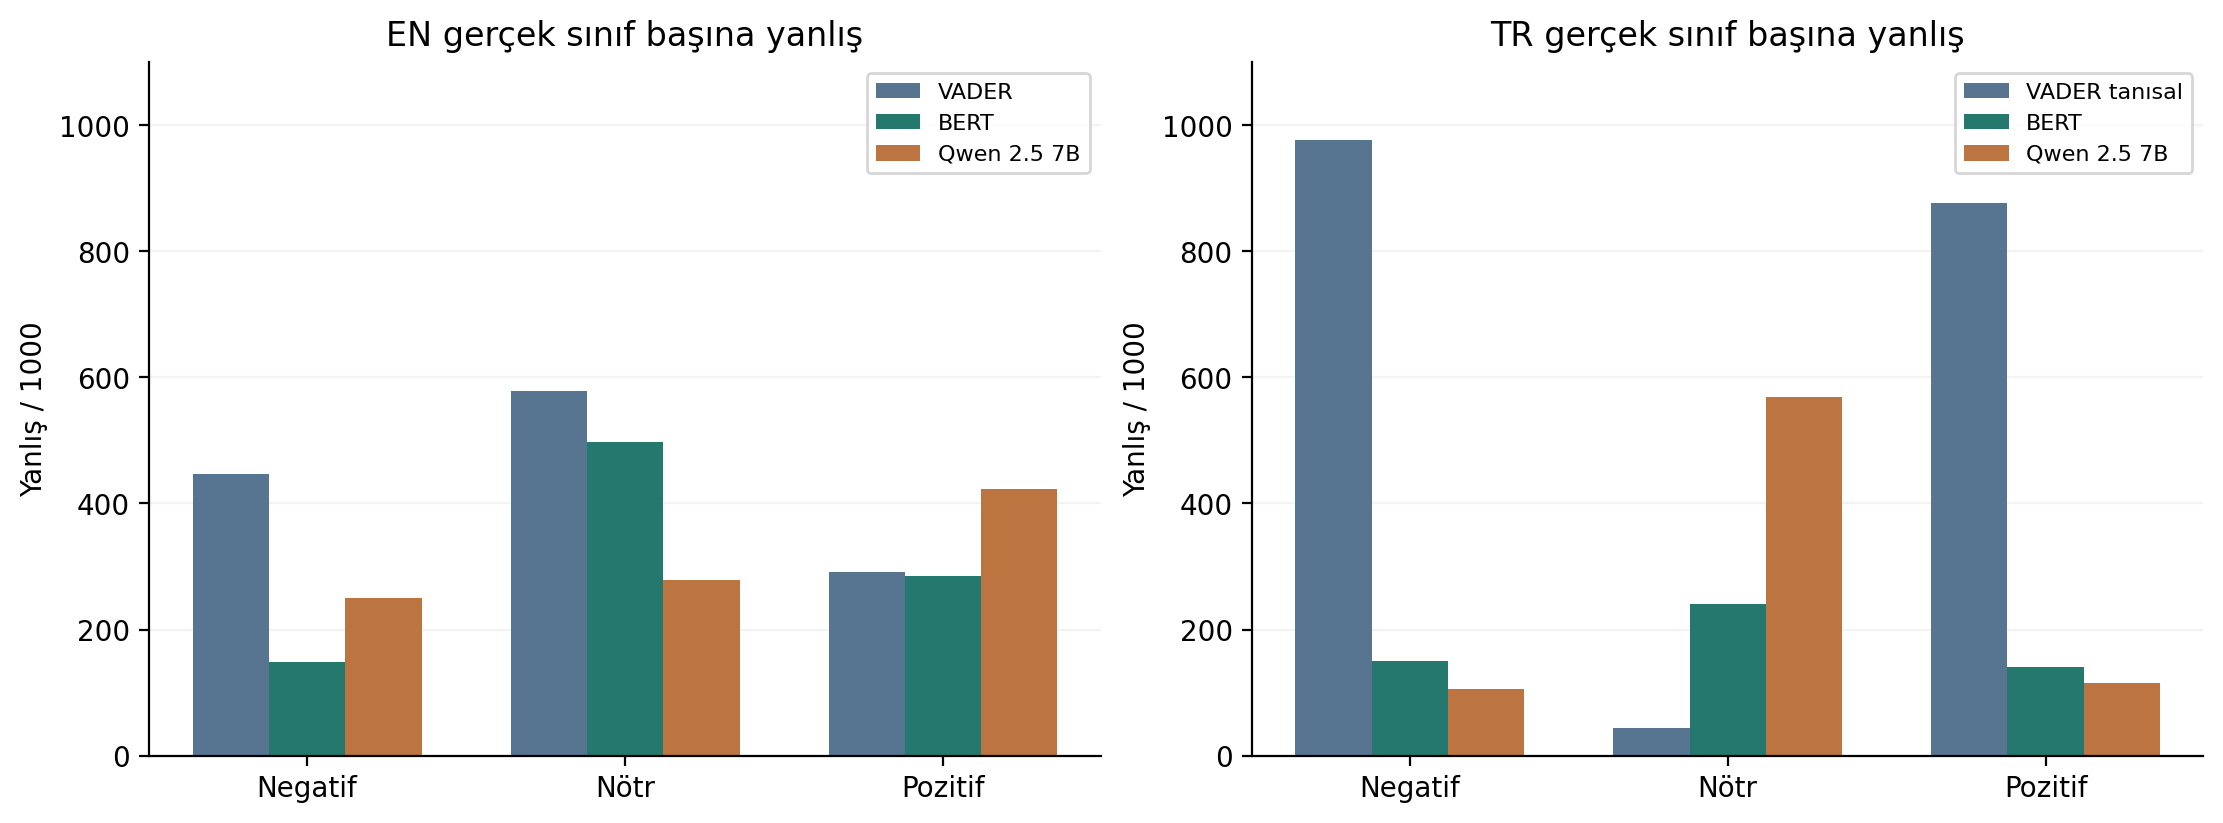 EN gerçek sınıf başına yanlış
VADER
BERT
Qwen 2.5 7B
Yanlış / 1000
1000
800
600
400
200
0
Negatif
Nötr
Pozitif
TR gerçek sınıf başına yanlış
VADER tanısal
BERT
Qwen 2.5 7B
Yanlış / 1000
1000
800
600
400
200
0
Negatif
Nötr
Pozitif